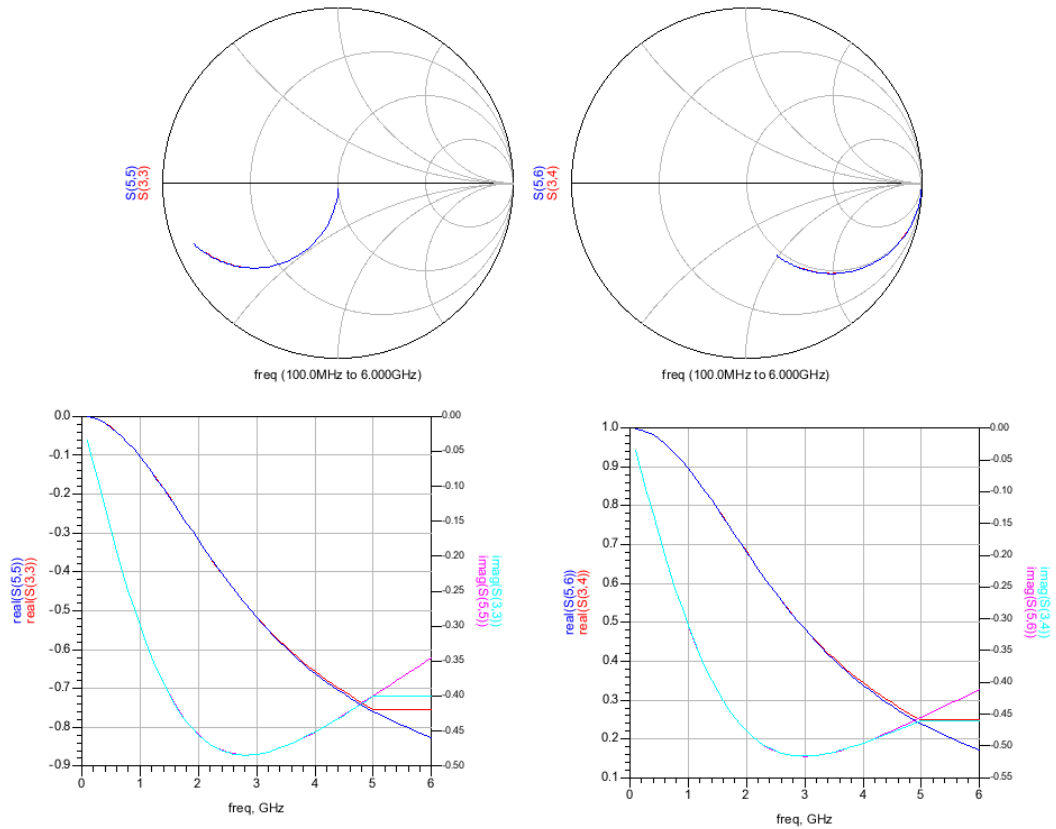 S(5,5)
S(3,3)
freq (100.0MHz to 6.000GHz)
S(5,6)
S(3,4)
freq (100.0MHz to 6.000GHz)
real(S(5,5))
real(S(3,3))
0.0
-0.1
-0.2
-0.3
-0.4
-0.5
-0.6
-0.7
-0.8
-0.9
0 1 2 3 4 5 6
freq, GHz
0.00
-0.05
-0.10
-0.15
-0.20
-0.25
-0.30
-0.35
-0.40
-0.45
-0.50
imag(S(3,3))
imag(S(5,5))
real(S(5,6))
real(S(3,4))
1.0
0.9
0.8
0.7
0.6
0.5
0.4
0.3
0.2
0.1
0 1 2 3 4 5 6
freq, GHz
-0.00
-0.05
-0.10
-0.15
-0.20
-0.25
-0.30
-0.35
-0.40
-0.45
-0.50
-0.55
imag(S(3,4))
imag(S(5,6))